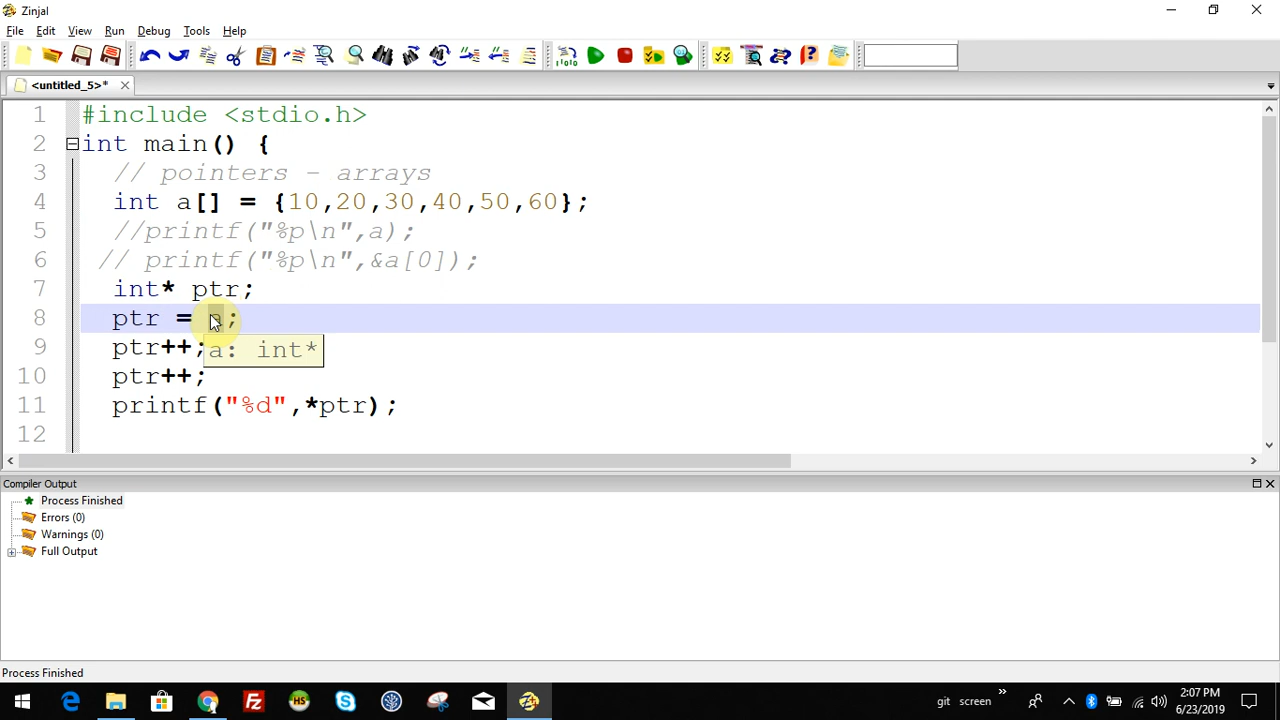 Zinjal
File Edit View Run Debug Tools Help
<untitled_5>*
1 #include <stdio.h>
2 int main() {
3 // pointers - arrays
4 int a[] = {10,20,30,40,50,60};
5 //printf("%p\n",a);
6 // printf("%p\n",&a[0]);
7 int* ptr;
8 ptr = a;
9 ptr++;
a: int*
10 ptr++;
11 printf("%d",*ptr);
12
Compiler Output
Process Finished
Errors (0)
Warnings (0)
Full Output
Process Finished
git screen
2:07 PM
6/23/2019